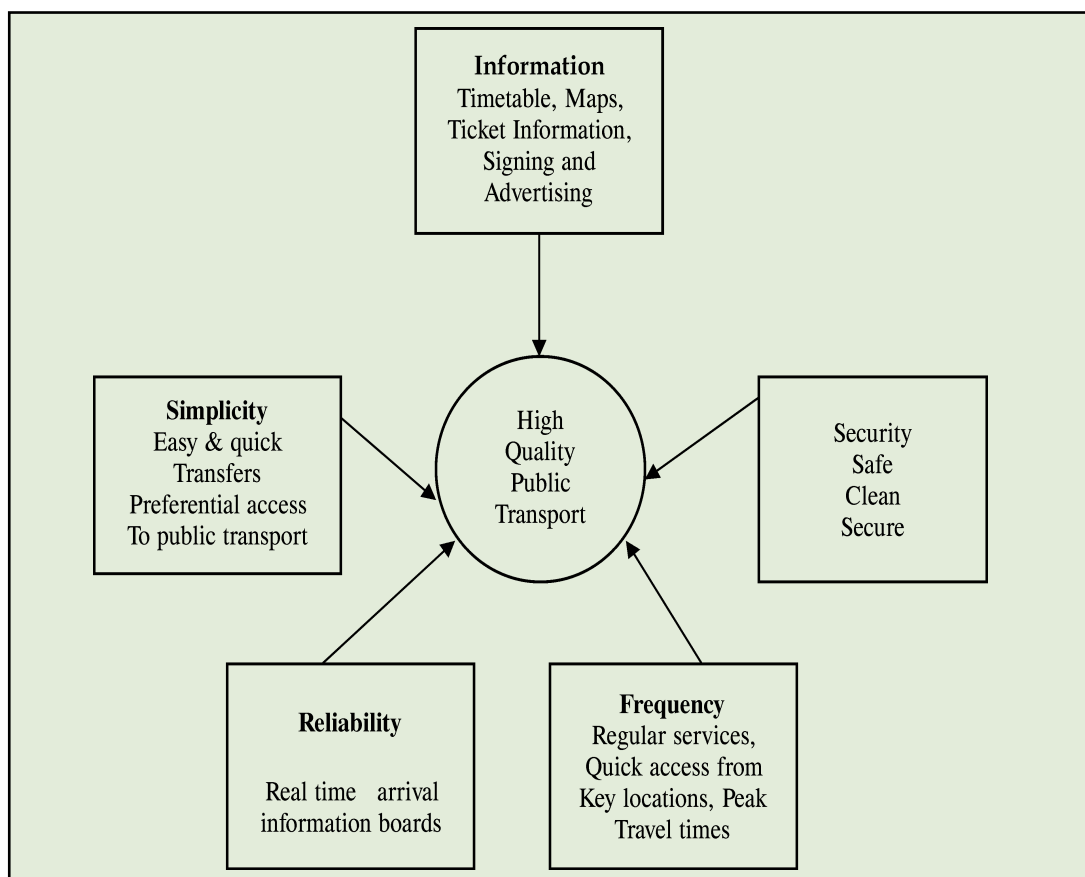 Information
Timetable, Maps,
Ticket Information,
Signing and
Advertising
Simplicity
Easy & quick
Transfers
Preferential access
To public transport
High
Quality
Public
Transport
Security
Safe
Clean
Secure
Reliability
Real time arrival
information boards
Frequency
Regular services,
Quick access from
Key locations, Peak
Travel times